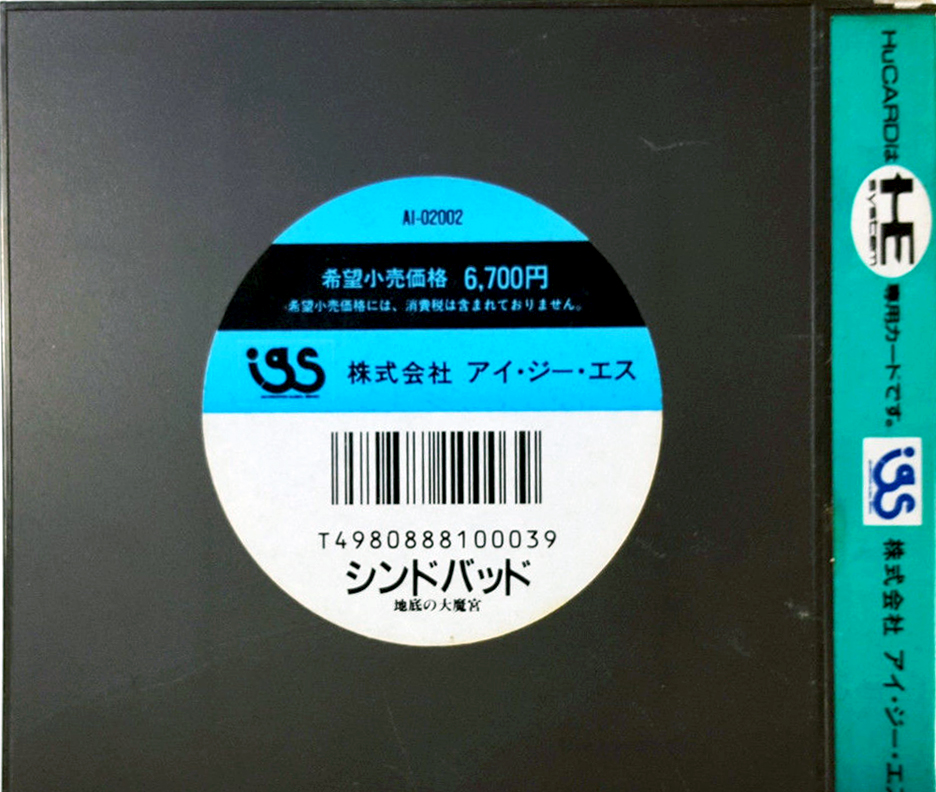 AI-02002
希望小売価格 6,700円
希望小売価格には、消費税は含まれておりません。
igs 株式会社 アイ・ジー・エス
T4980888100039
シンドバッド
地底の大魔宮
HuCARDは HE system 専用カードです。 igs 株式会社 アイ・ジー・エ